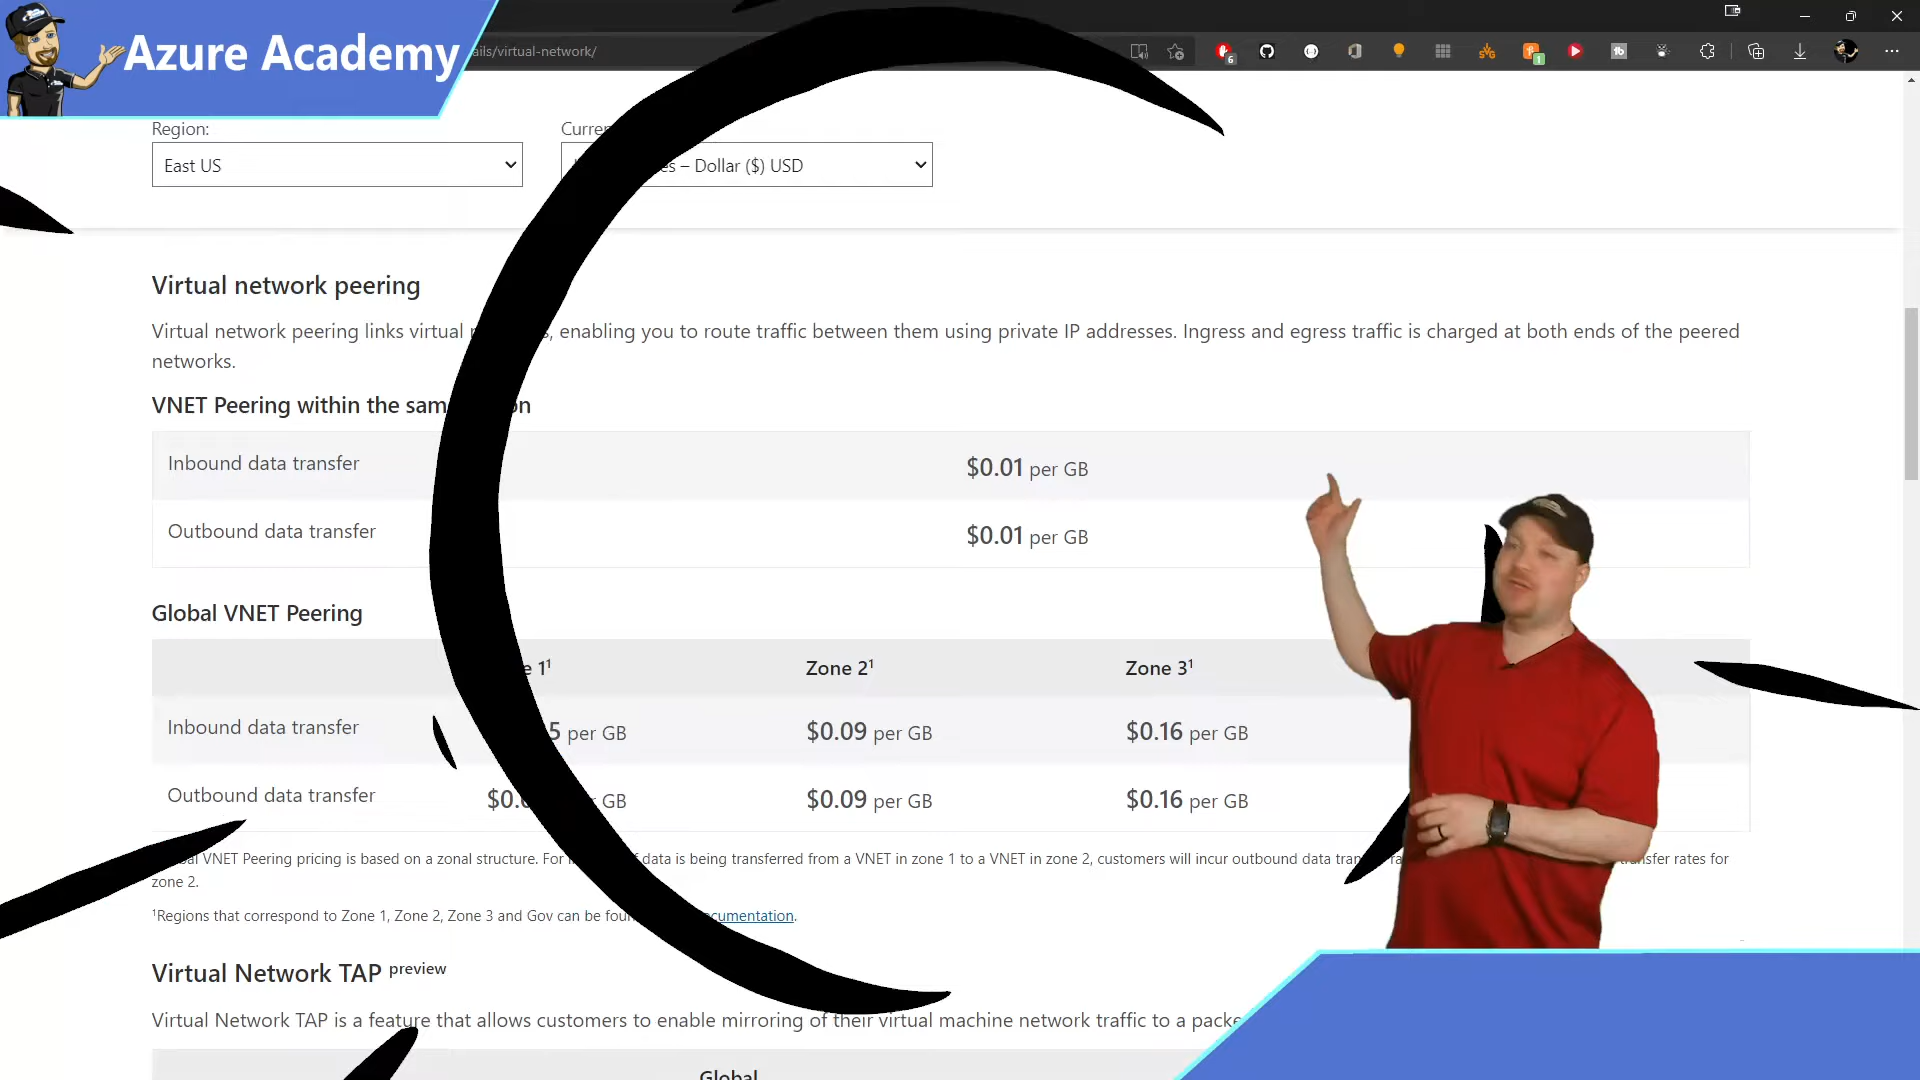 Azure Academy
ails/virtual-network/
Region:
East US
– Dollar ($) USD
Virtual network peering
Virtual network peering links virtual enabling you to route traffic between them using private IP addresses. Ingress and egress traffic is charged at both ends of the peered
networks.
VNET Peering within the
Inbound data transfer $0.01 per GB
Outbound data transfer $0.01 per GB
Global VNET Peering
1¹ Zone 2¹ Zone 3¹
Inbound data transfer 5 per GB $0.09 per GB $0.16 per GB
Outbound data transfer GB $0.09 per GB $0.16 per GB
VNET Peering pricing is based on a zonal structure. For data is being transferred from a VNET in zone 1 to a VNET in zone 2, customers will incur outbound data rates for
zone 2.
¹Regions that correspond to Zone 1, Zone 2, Zone 3 and Gov can be
Virtual Network TAP preview
Virtual Network TAP is a feature that allows customers to enable mirroring of their virtual machine network traffic to a
Global